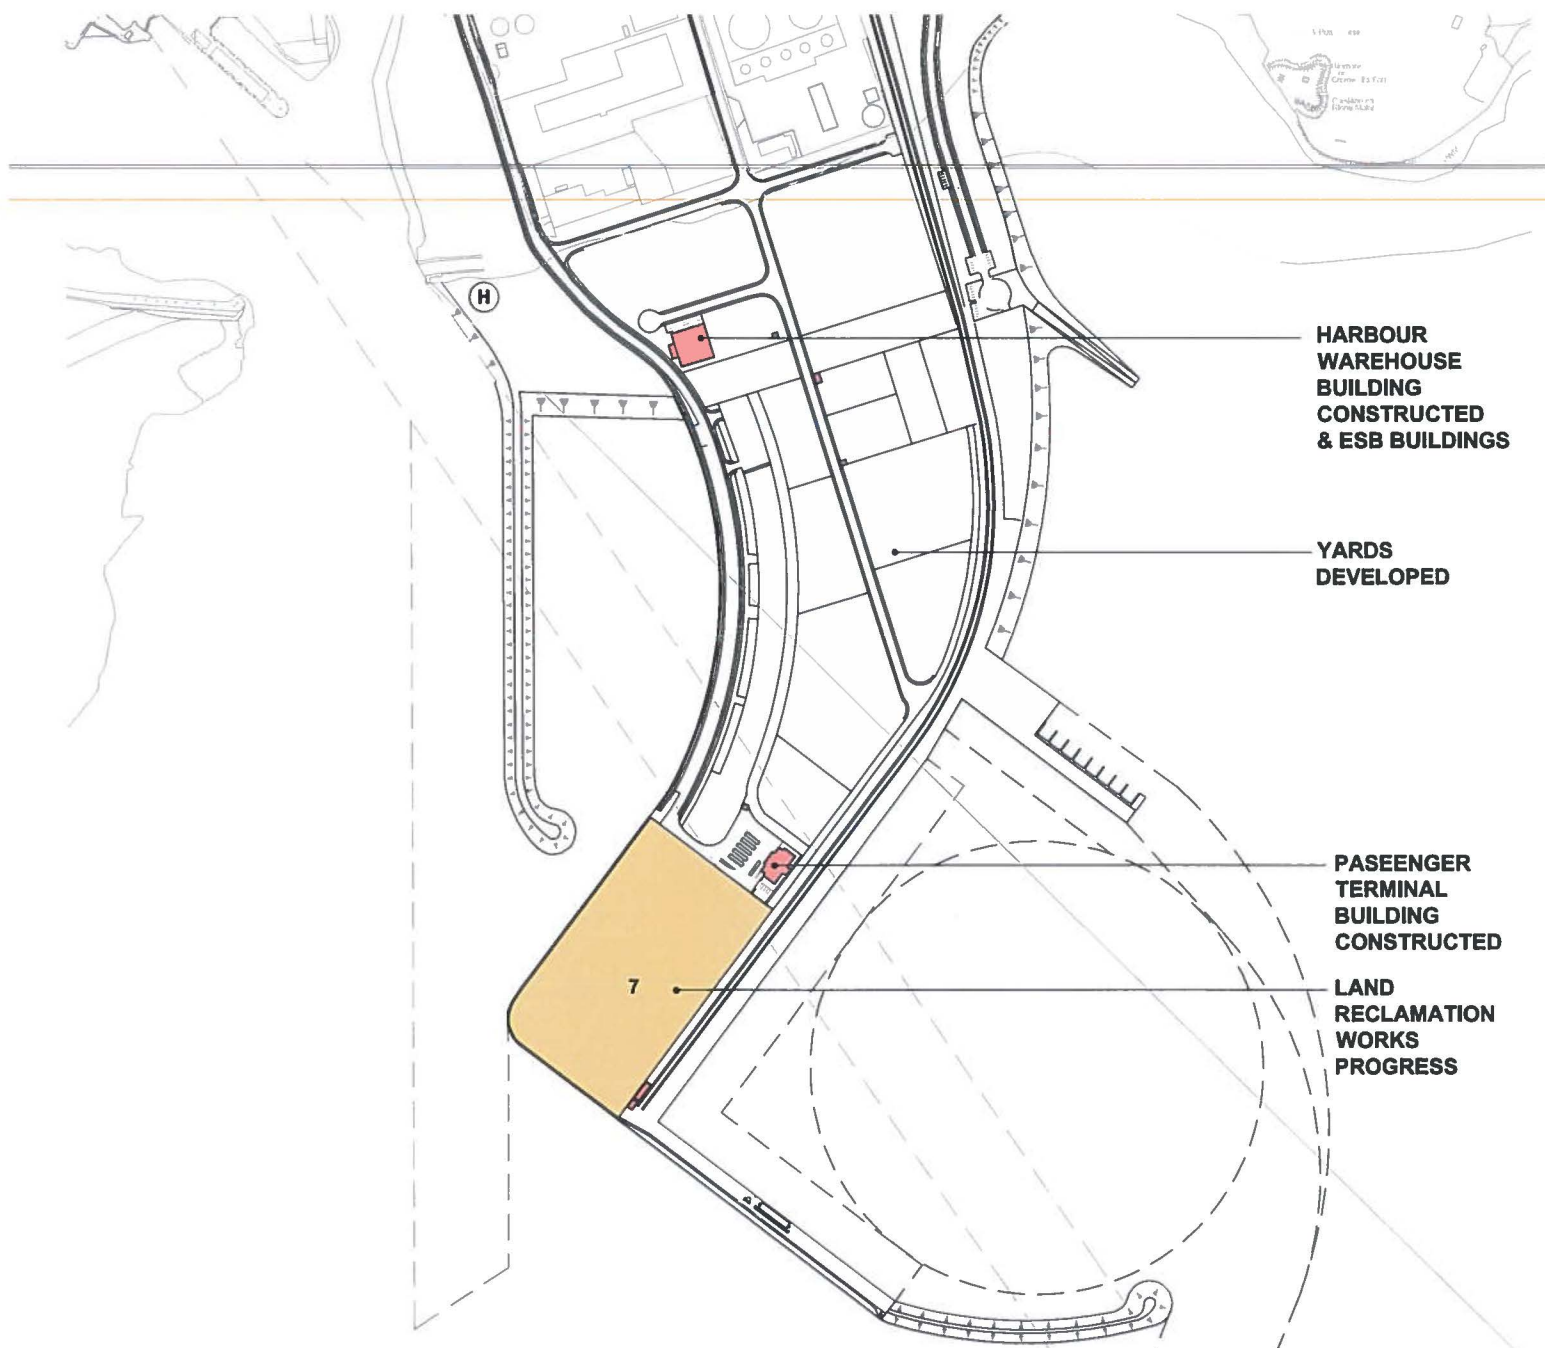 H
HARBOUR
WAREHOUSE
BUILDING
CONSTRUCTED
& ESB BUILDINGS
YARDS
DEVELOPED
PASEENGER
TERMINAL
BUILDING
CONSTRUCTED
7
LAND
RECLAMATION
WORKS
PROGRESS